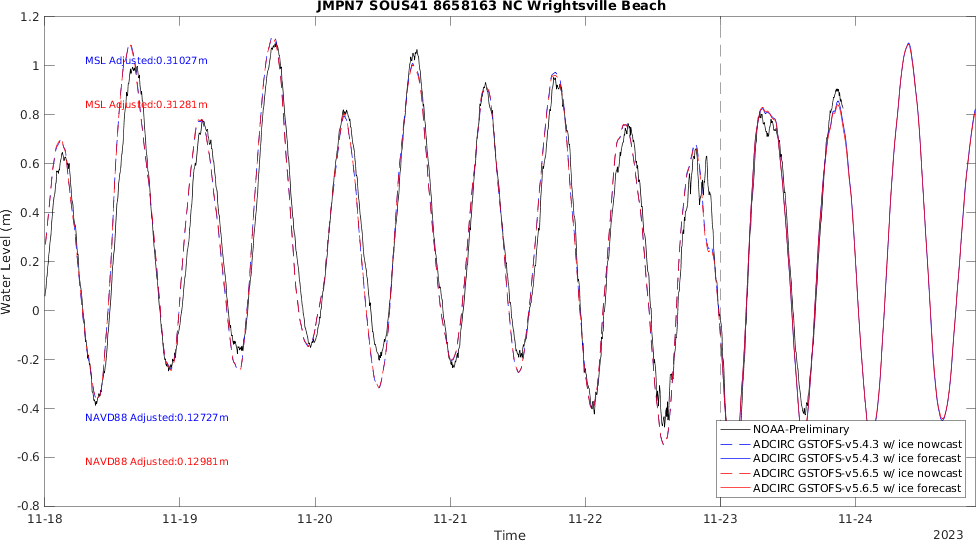 JMPN7 SOUS41 8658163 NC Wrightsville Beach
1.2
1
0.8
0.6
0.4
0.2
0
-0.2
-0.4
-0.6
-0.8
Water Level (m)
MSL Adjusted:0.31027m
MSL Adjusted:0.31281m
NAVD88 Adjusted:0.12727m
NAVD88 Adjusted:0.12981m
NOAA-Preliminary
ADCIRC GSTOFS-v5.4.3 w/ ice nowcast
ADCIRC GSTOFS-v5.4.3 w/ ice forecast
ADCIRC GSTOFS-v5.6.5 w/ ice nowcast
ADCIRC GSTOFS-v5.6.5 w/ ice forecast
11-18 11-19 11-20 11-21 11-22 11-23 11-24
Time
2023